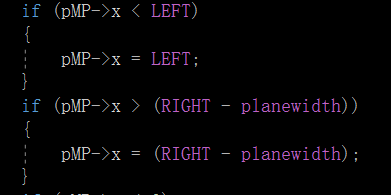 if (pMP->x < LEFT)
{
pMP->x = LEFT;
}
if (pMP->x > (RIGHT - planewidth))
{
pMP->x = (RIGHT - planewidth);
}